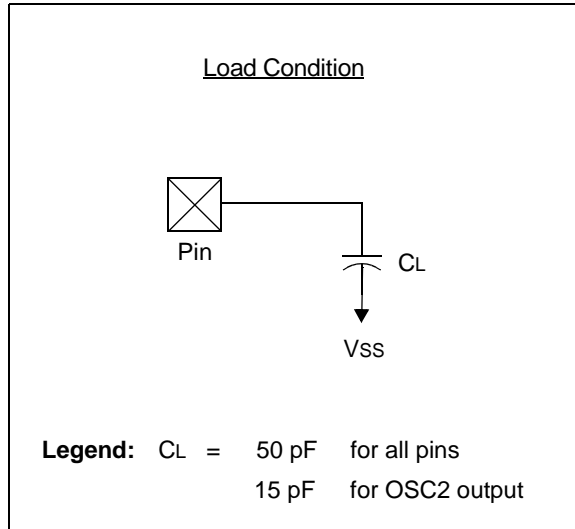 Load Condition
Pin
CL
VSS
Legend: CL = 50 pF for all pins
15 pF for OSC2 output